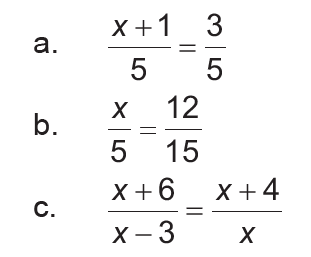 a. (x + 1)/5 = 3/5
b. x/5 = 12/15
c. (x + 6)/(x − 3) = (x + 4)/x